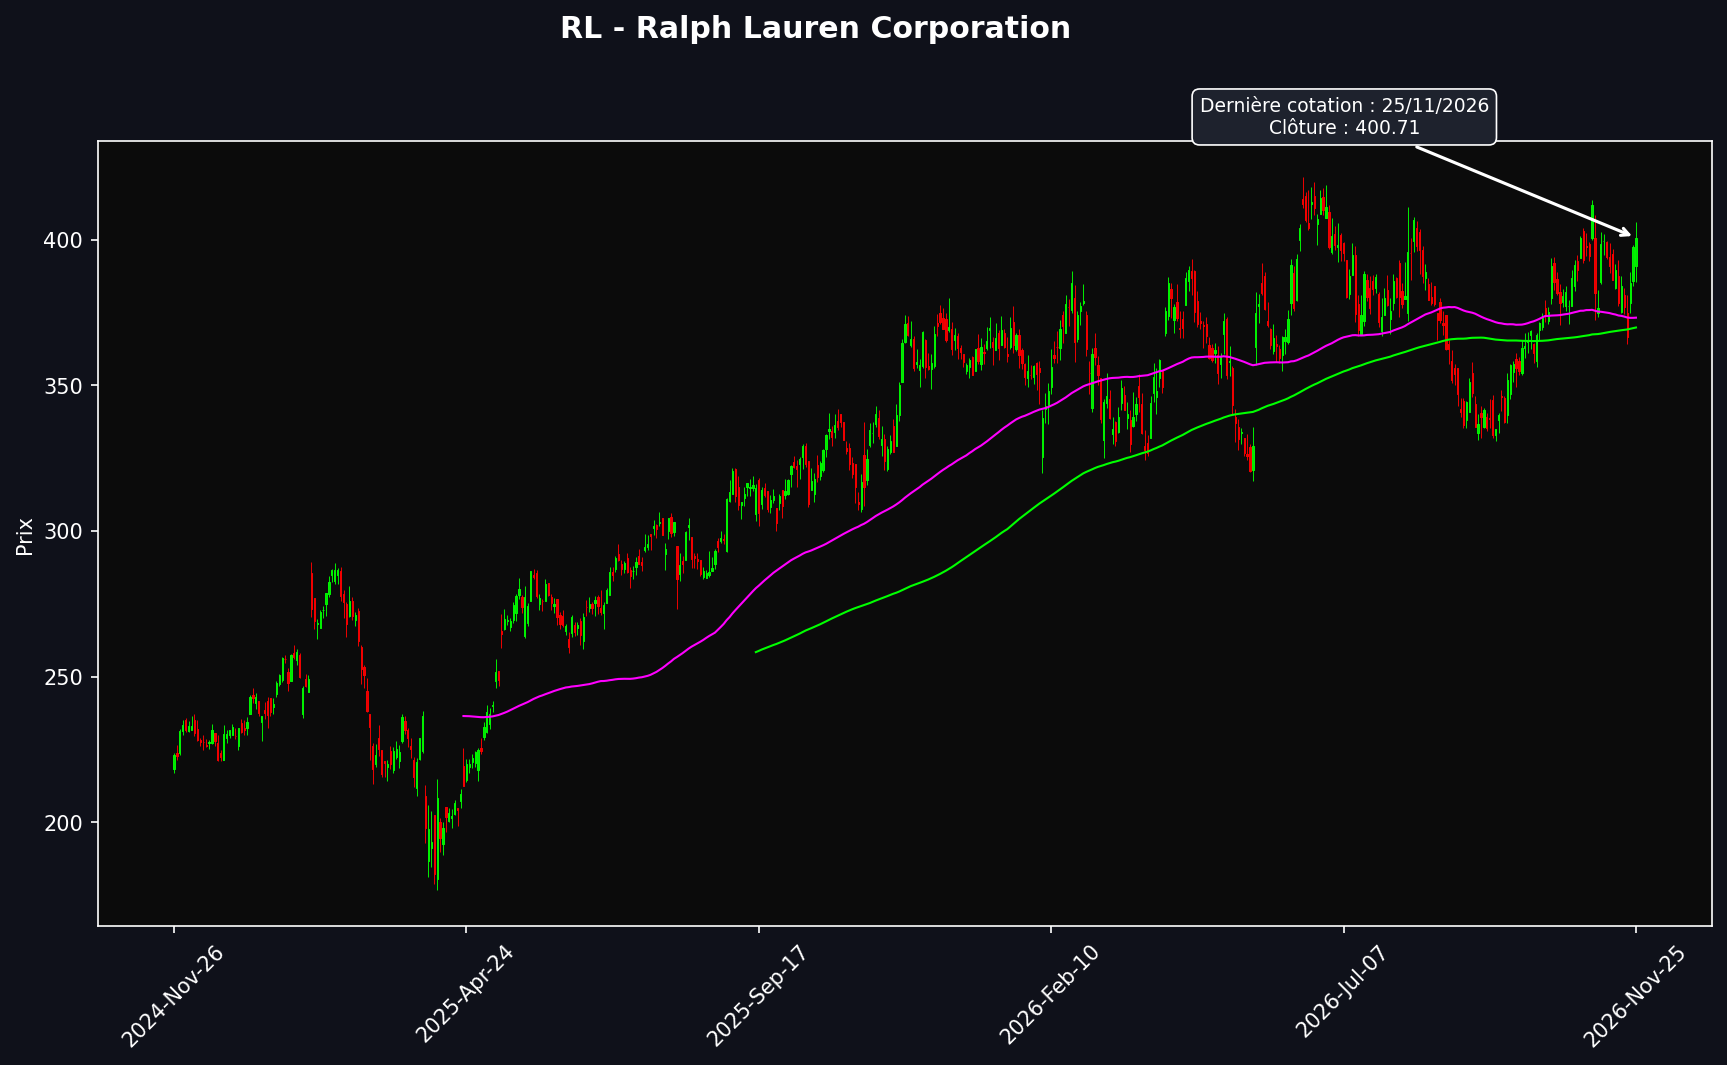 RL - Ralph Lauren Corporation
Dernière cotation : 25/11/2026
Clôture : 400.71
Prix
400
350
300
250
200
2024-Nov-26
2025-Apr-24
2025-Sep-17
2026-Feb-10
2026-Jul-07
2026-Nov-25